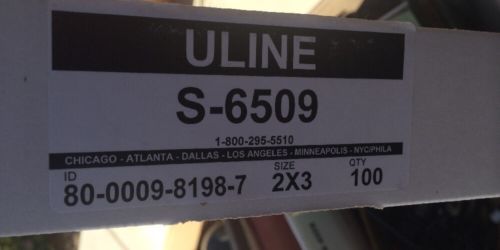 ULINE
S-6509
1-800-295-5510
CHICAGO - ATLANTA - DALLAS - LOS ANGELES - MINNEAPOLIS - NYC/PHILA
ID SIZE QTY
80-0009-8198-7 2X3 100